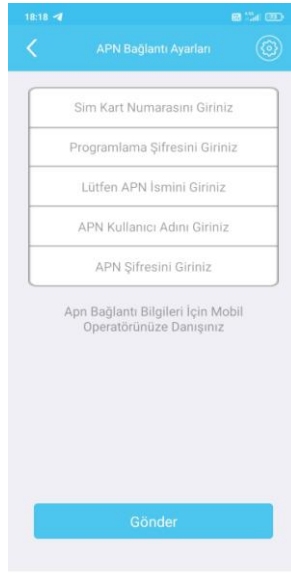 18:18
APN Bağlantı Ayarları
Sim Kart Numarasını Giriniz
Programlama Şifresini Giriniz
Lütfen APN İsmini Giriniz
APN Kullanıcı Adını Giriniz
APN Şifresini Giriniz
Apn Bağlantı Bilgileri İçin Mobil
Operatörünüze Danışınız
Gönder